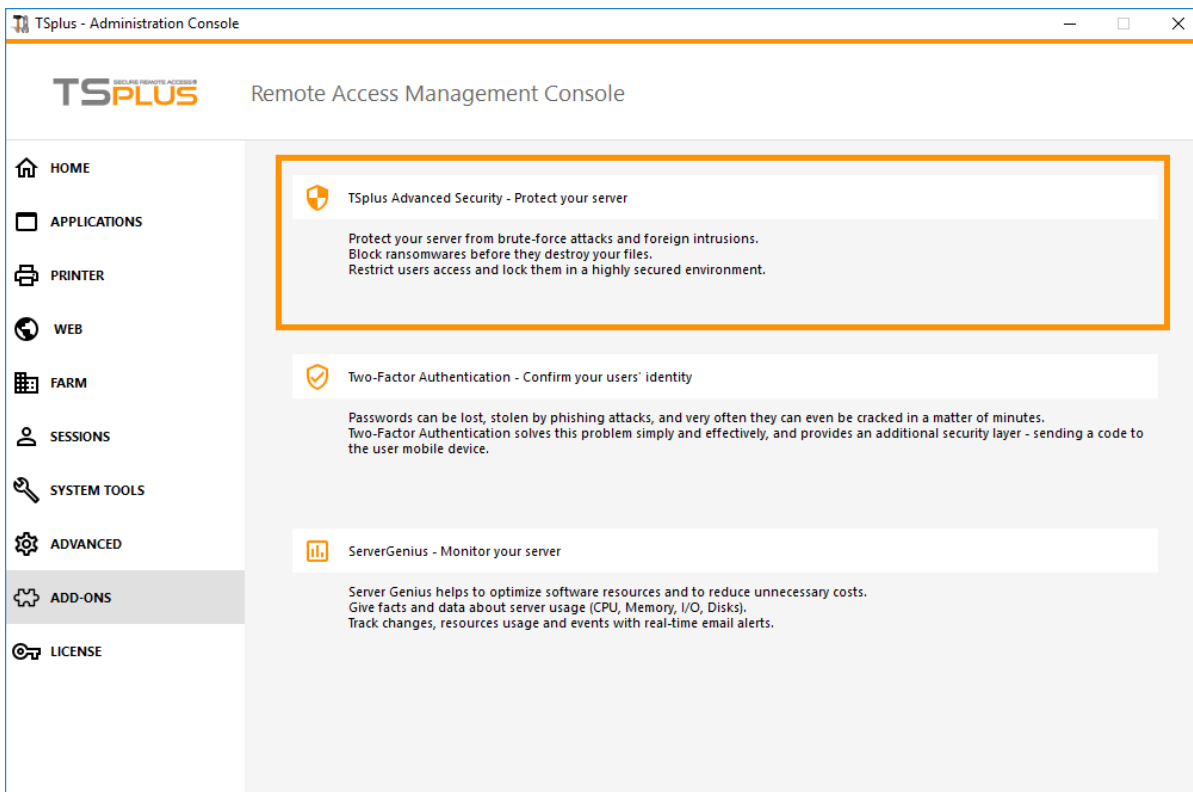 TSplus - Administration Console
TSPLUS
SECURE REMOTE ACCESS®
Remote Access Management Console
HOME
APPLICATIONS
PRINTER
WEB
FARM
SESSIONS
SYSTEM TOOLS
ADVANCED
ADD-ONS
LICENSE
TSplus Advanced Security - Protect your server
Protect your server from brute-force attacks and foreign intrusions.
Block ransomwares before they destroy your files.
Restrict users access and lock them in a highly secured environment.
Two-Factor Authentication - Confirm your users' identity
Passwords can be lost, stolen by phishing attacks, and very often they can even be cracked in a matter of minutes.
Two-Factor Authentication solves this problem simply and effectively, and provides an additional security layer - sending a code to
the user mobile device.
ServerGenius - Monitor your server
Server Genius helps to optimize software resources and to reduce unnecessary costs.
Give facts and data about server usage (CPU, Memory, I/O, Disks).
Track changes, resources usage and events with real-time email alerts.